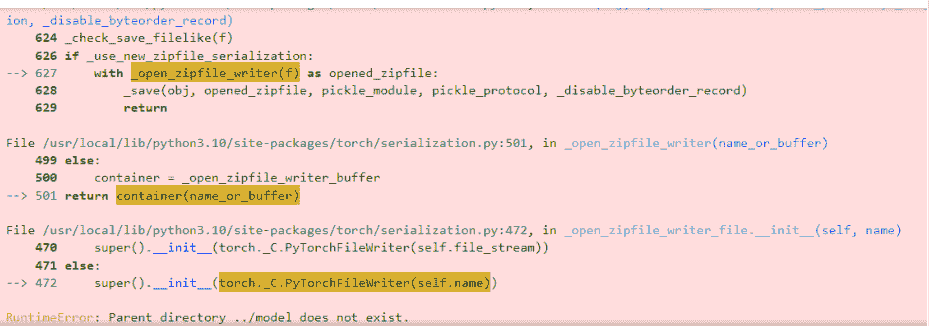 ion, _disable_byteorder_record)
624 _check_save_filelike(f)
626 if _use_new_zipfile_serialization:
--> 627     with _open_zipfile_writer(f) as opened_zipfile:
628         _save(obj, opened_zipfile, pickle_module, pickle_protocol, _disable_byteorder_record)
629         return
File /usr/local/lib/python3.10/site-packages/torch/serialization.py:501, in _open_zipfile_writer(name_or_buffer)
499 else:
500     container = _open_zipfile_writer_buffer
--> 501 return container(name_or_buffer)
File /usr/local/lib/python3.10/site-packages/torch/serialization.py:472, in _open_zipfile_writer_file.__init__(self, name)
470     super().__init__(torch._C.PyTorchFileWriter(self.file_stream))
471 else:
--> 472     super().__init__(torch._C.PyTorchFileWriter(self.name))
RuntimeError: Parent directory ../model does not exist.